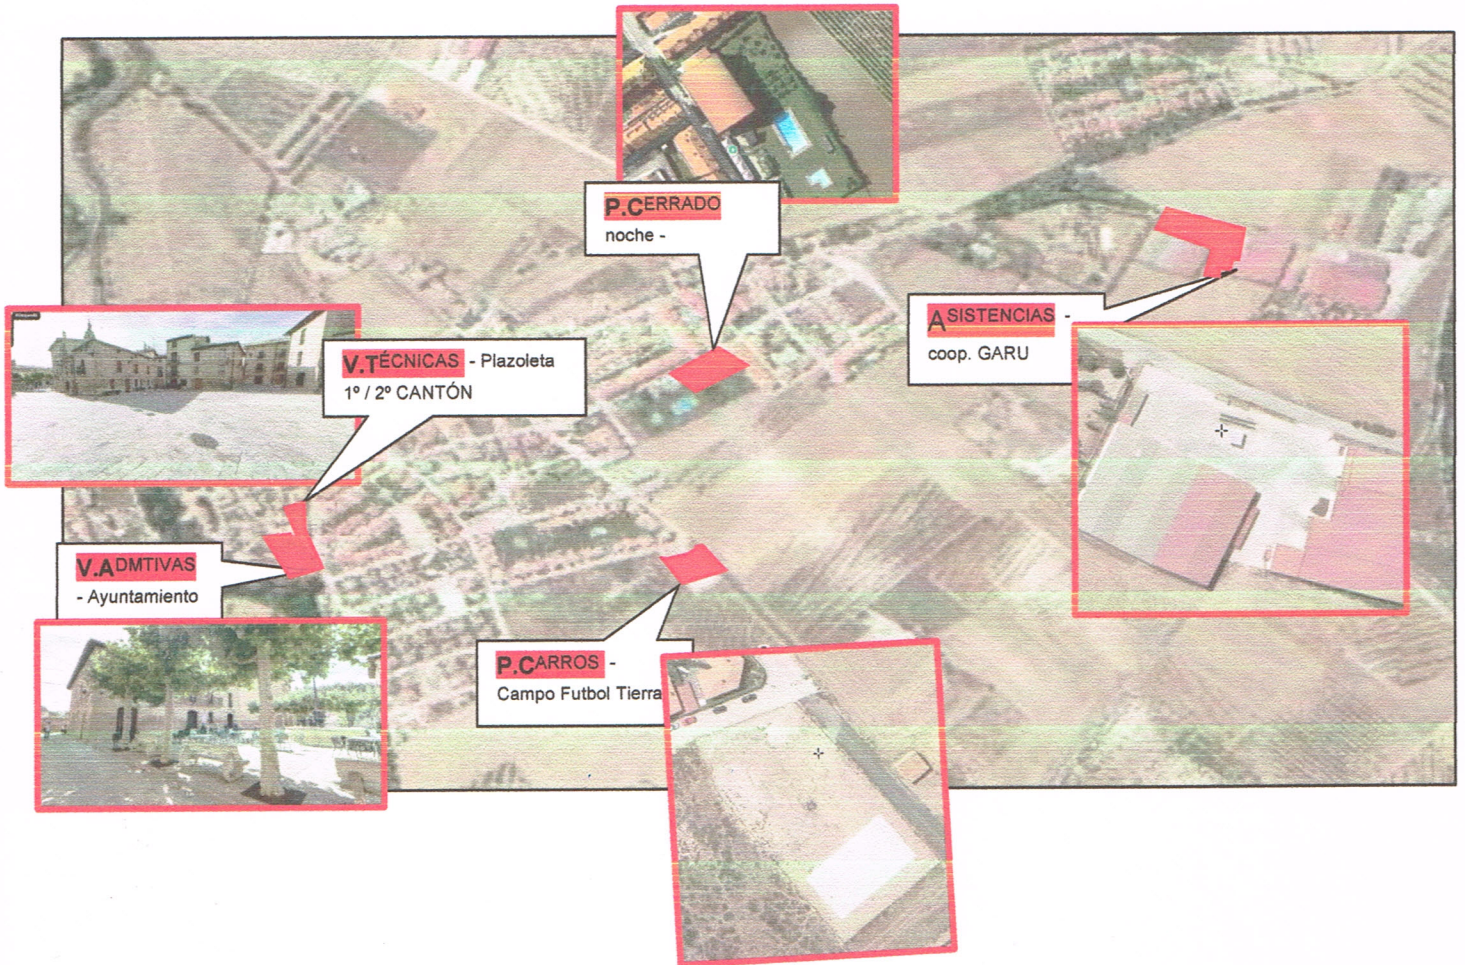 P.CERRADO
noche -
ASISTENCIAS -
coop. GARU
V.TÉCNICAS - Plazoleta
1º / 2º CANTÓN
V.ADMTIVAS
- Ayuntamiento
P.CARROS -
Campo Futbol Tierra